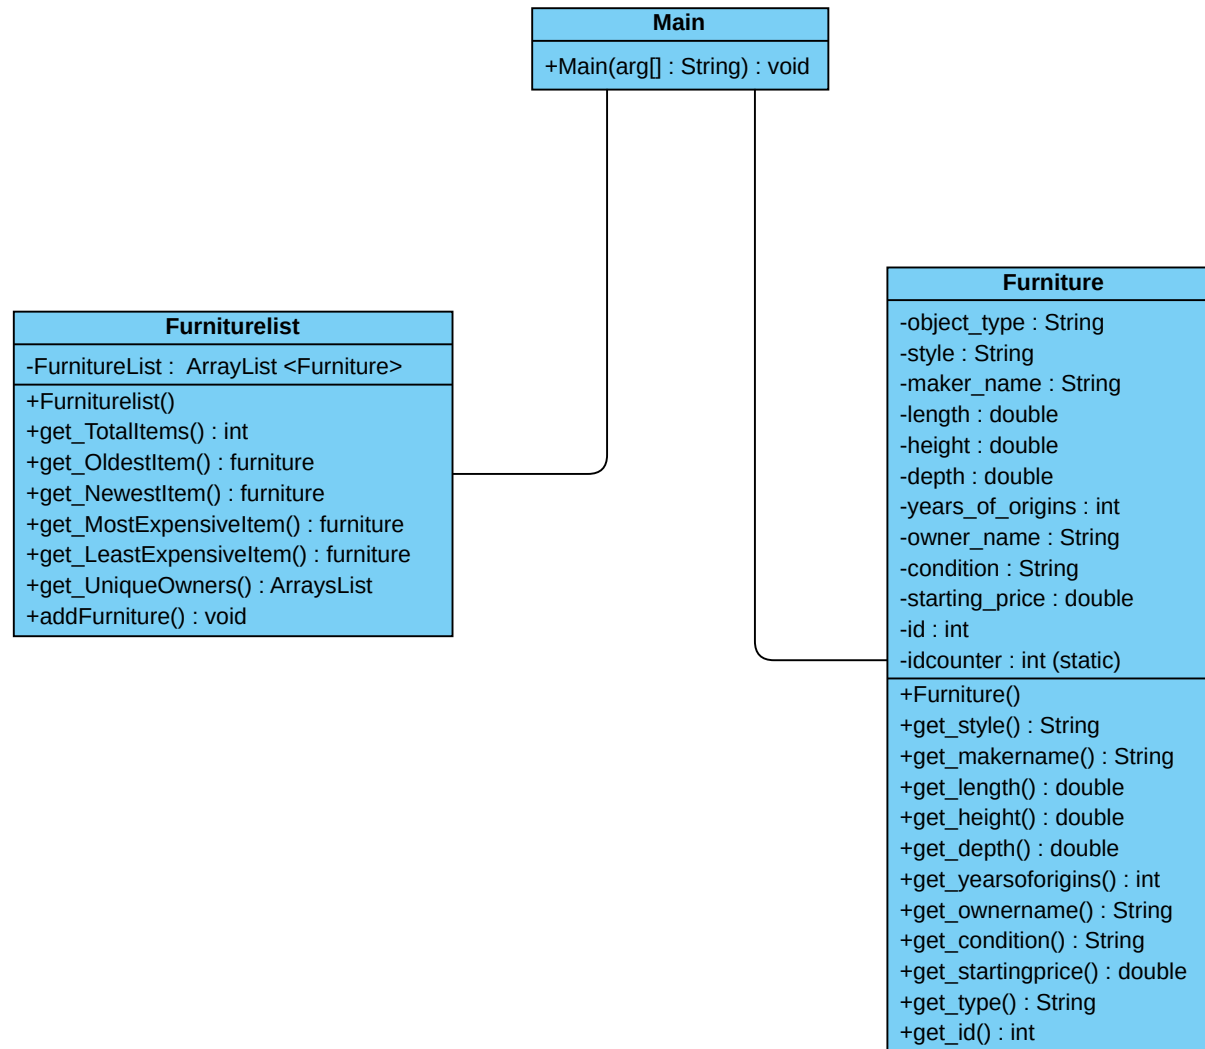 Main
+Main(arg[] : String) : void
Furniturelist
-FurnitureList :  ArrayList <Furniture>
+Furniturelist()
+get_TotalItems() : int
+get_OldestItem() : furniture
+get_NewestItem() : furniture
+get_MostExpensiveItem() : furniture
+get_LeastExpensiveItem() : furniture
+get_UniqueOwners() : ArraysList
+addFurniture() : void
Furniture
-object_type : String
-style : String
-maker_name : String
-length : double
-height : double
-depth : double
-years_of_origins : int
-owner_name : String
-condition : String
-starting_price : double
-id : int
-idcounter : int (static)
+Furniture()
+get_style() : String
+get_makername() : String
+get_length() : double
+get_height() : double
+get_depth() : double
+get_yearsoforigins() : int
+get_ownername() : String
+get_condition() : String
+get_startingprice() : double
+get_type() : String
+get_id() : int